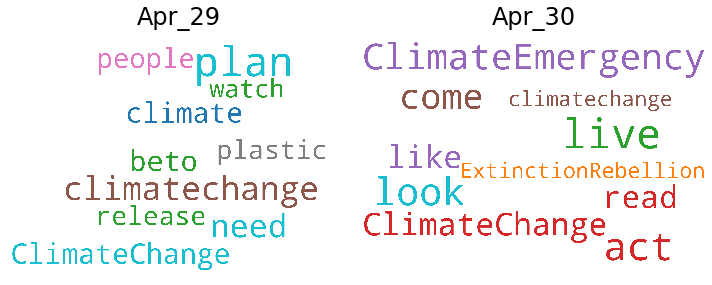 Apr_29
people plan
watch
climate
beto plastic
climatechange
release need
ClimateChange
Apr_30
ClimateEmergency
come climatechange
live
like
ExtinctionRebellion
look read
ClimateChange
act